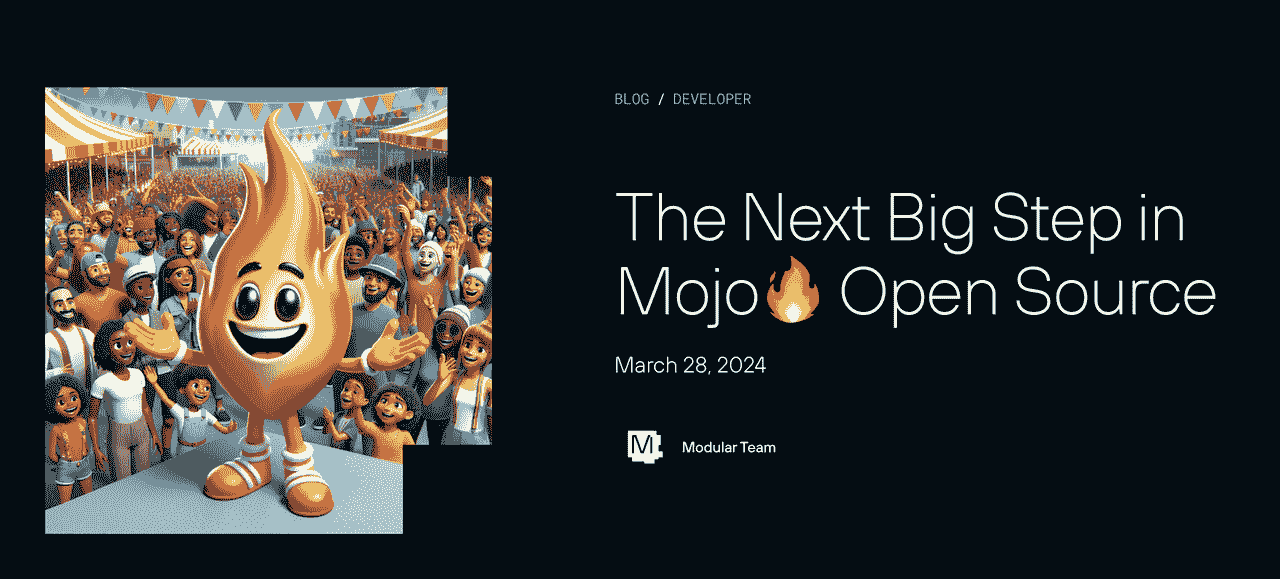 BLOG / DEVELOPER
The Next Big Step in
Mojo🔥 Open Source
March 28, 2024
M
Modular Team